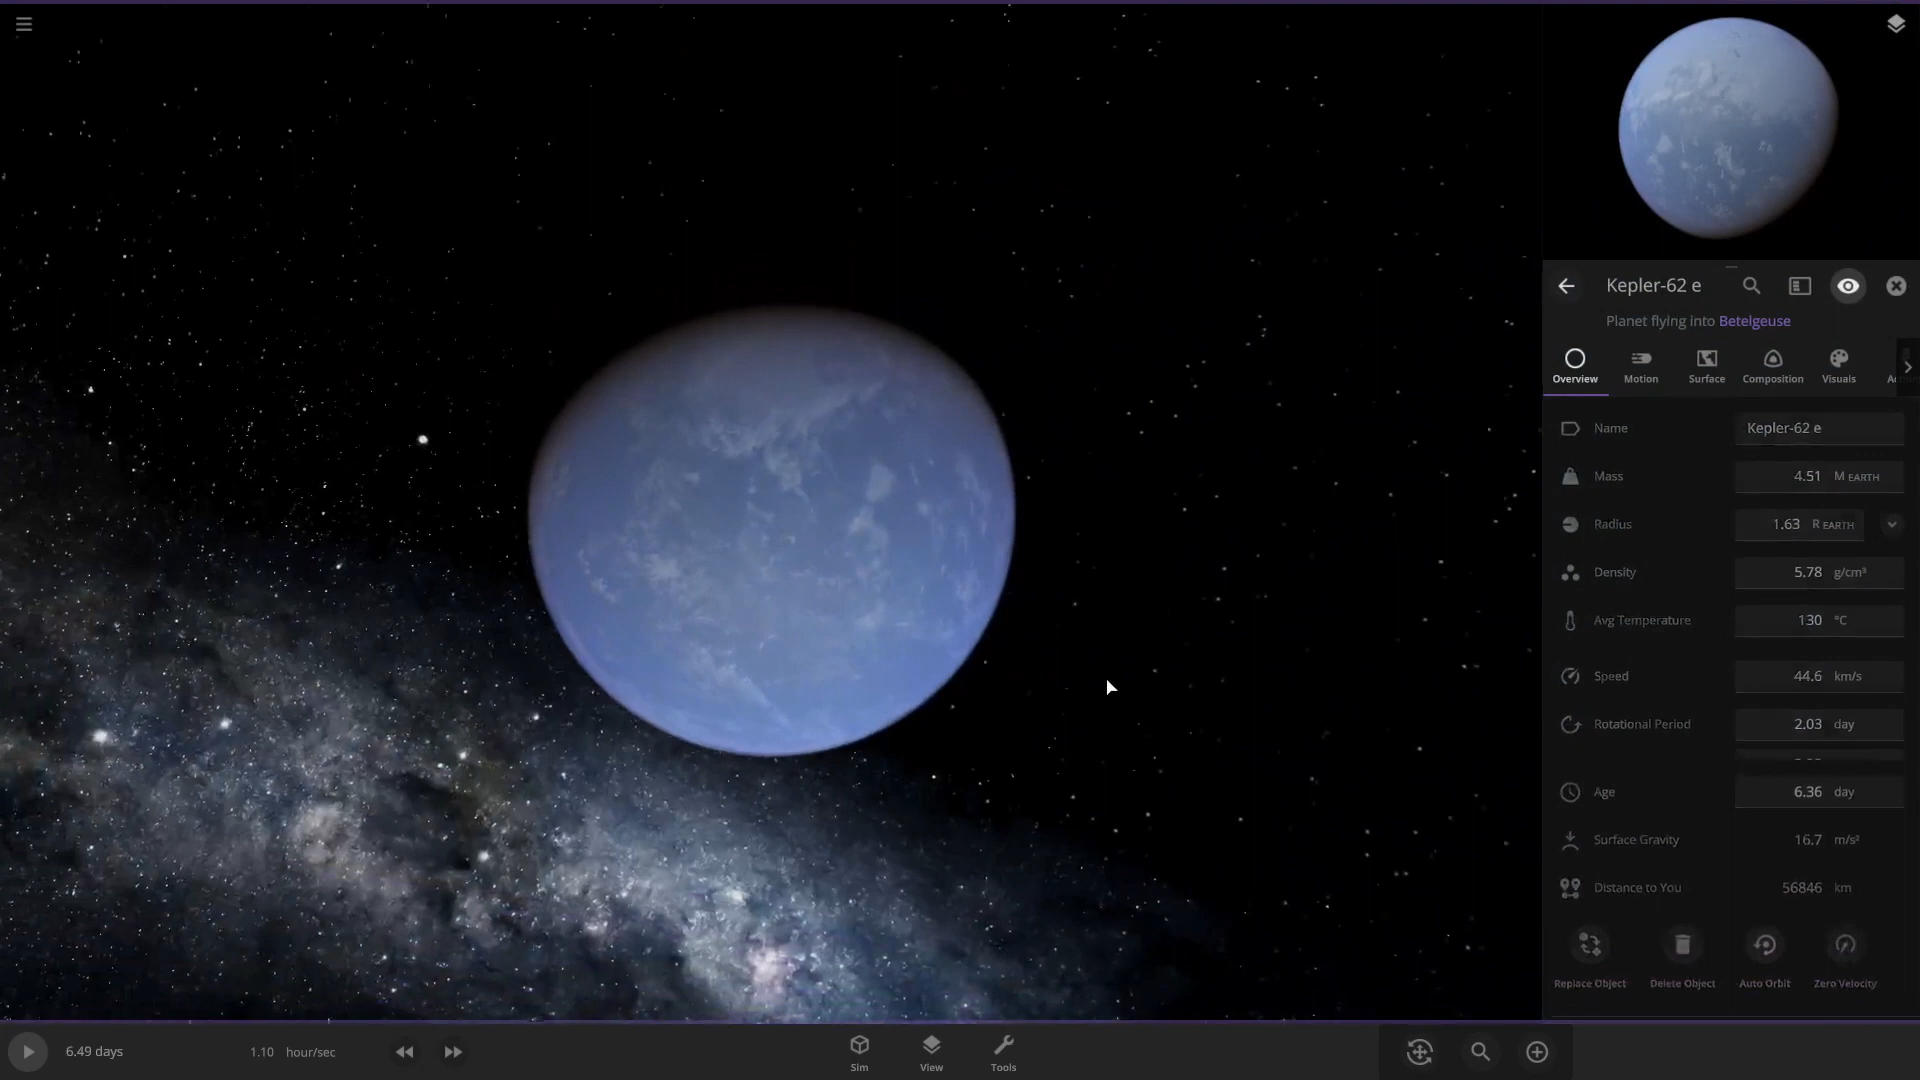 Kepler-62 e
Planet flying into Betelgeuse
Overview Motion Surface Composition Visuals
Name Kepler-62 e
Mass 4.51 M EARTH
Radius 1.63 R EARTH
Density 5.78 g/cm³
Avg Temperature 130 °C
Speed 44.6 km/s
Rotational Period 2.03 day
Age 6.36 day
Surface Gravity 16.7 m/s²
Distance to You 56846 km
Replace Object Delete Object Auto Orbit Zero Velocity
6.49 days 1.10 hour/sec
Sim View Tools